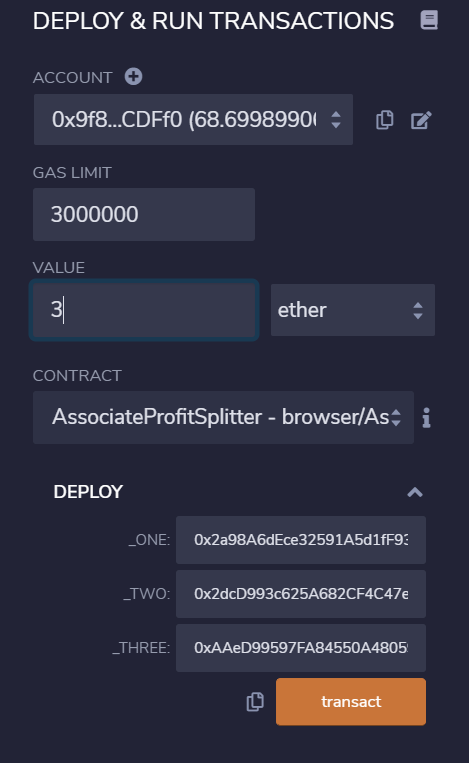 DEPLOY & RUN TRANSACTIONS
ACCOUNT
0x9f8...CDFf0 (68.6998990
GAS LIMIT
3000000
VALUE
3 ether
CONTRACT
AssociateProfitSplitter - browser/As
DEPLOY
_ONE: 0x2a98A6dEce32591A5d1fF93
_TWO: 0x2dcD993c625A682CF4C47e
_THREE: 0xAAeD99597FA84550A4805
transact